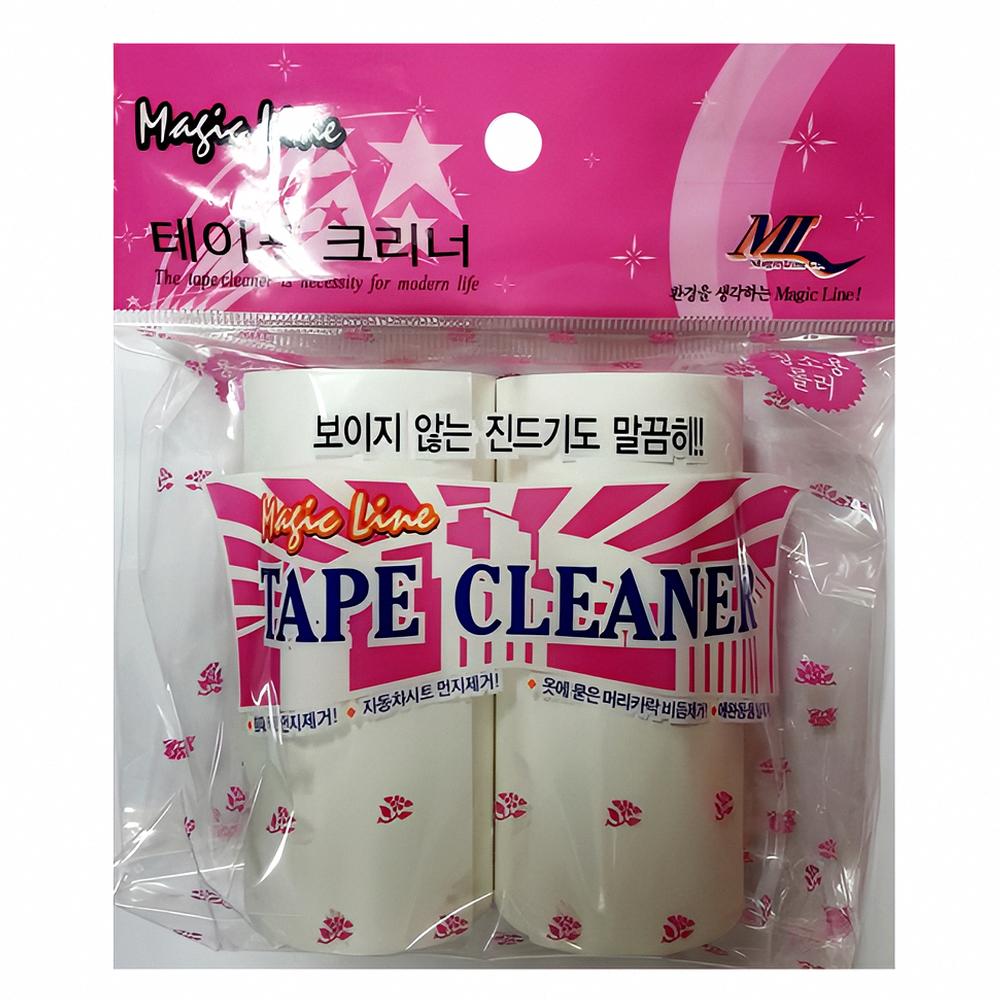 Magic Line
테이프 크리너
The tape cleaner is necessity for modern life
ML
환경을 생각하는 Magic Line!
청소용
롤러
보이지 않는 진드기도 말끔히!!
Magic Line
TAPE CLEANER
먼지제거! ◆ 자동차시트 먼지제거! ◆ 옷에 묻은 머리카락 비듬제거! ◆